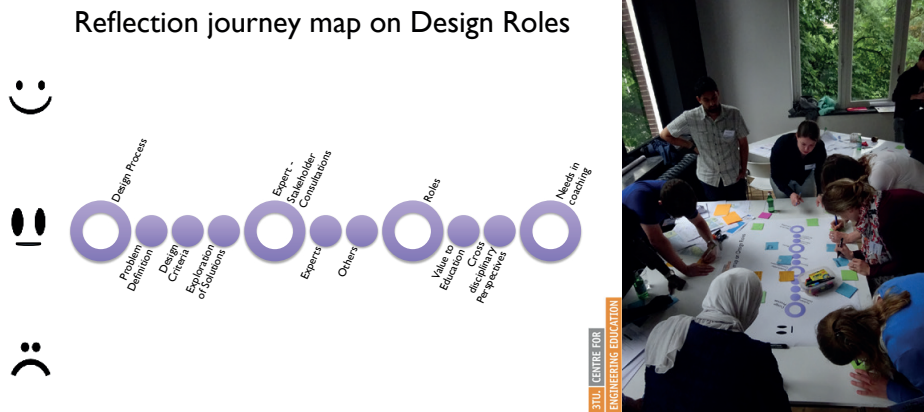 Reflection journey map on Design Roles
Design Process
Problem
Definition
Design
Criteria
Exploration
of Solutions
Expert -
Stakeholder
Consultations
Experts
Others
Roles
Value to
Education
Cross
disciplinary
Perspectives
Needs in
coaching
3TU. CENTRE FOR
ENGINEERING EDUCATION